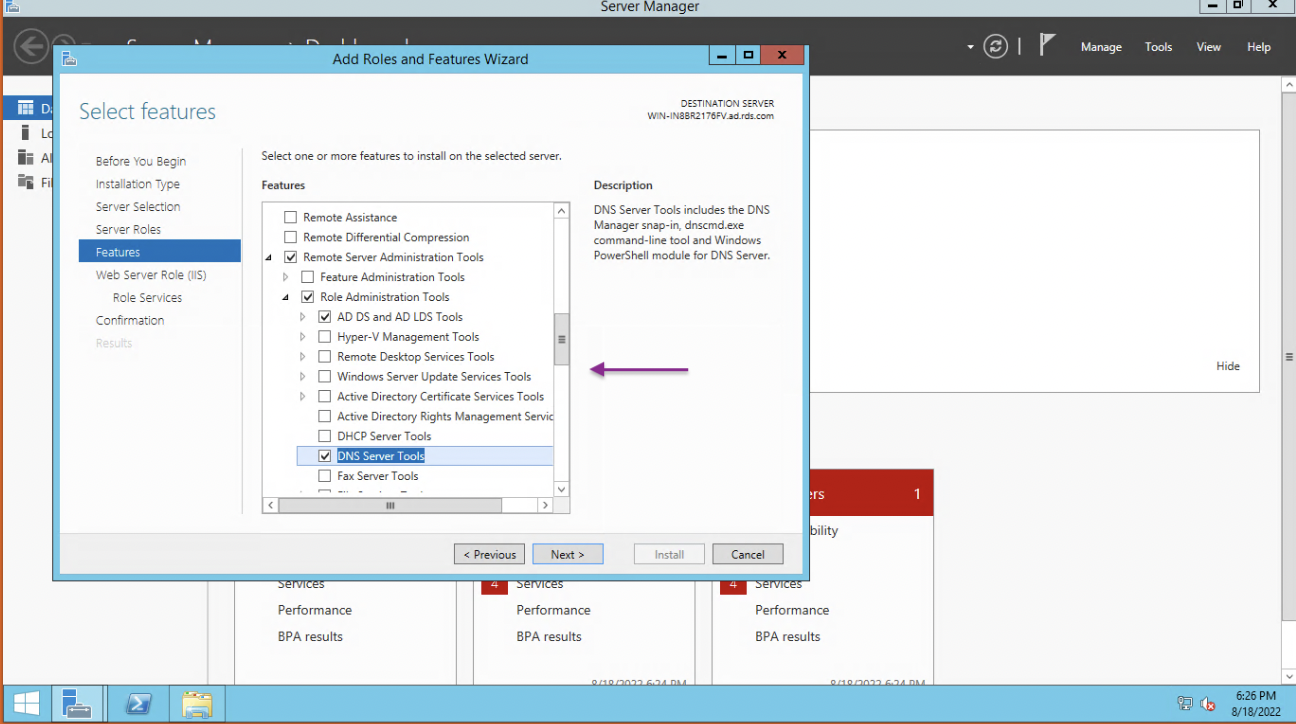 Server Manager
Manage
Tools
View
Help
Add Roles and Features Wizard
Select features
DESTINATION SERVER
WIN-IN8BR2176FV.ad.rds.com
Before You Begin
Installation Type
Server Selection
Server Roles
Features
Web Server Role (IIS)
Role Services
Confirmation
Results
Select one or more features to install on the selected server.
Features
Remote Assistance
Remote Differential Compression
Remote Server Administration Tools
Feature Administration Tools
Role Administration Tools
AD DS and AD LDS Tools
Hyper-V Management Tools
Remote Desktop Services Tools
Windows Server Update Services Tools
Active Directory Certificate Services Tools
Active Directory Rights Management Servic
DHCP Server Tools
DNS Server Tools
Fax Server Tools
Description
DNS Server Tools includes the DNS
Manager snap-in, dnscmd.exe
command-line tool and Windows
PowerShell module for DNS Server.
< Previous
Next >
Install
Cancel
Hide
ers 1
bility
Services
Performance
BPA results
4 Services
Performance
BPA results
8/18/2022 6:24 PM
4 Services
Performance
BPA results
8/18/2022 6:24 PM
6:26 PM
8/18/2022